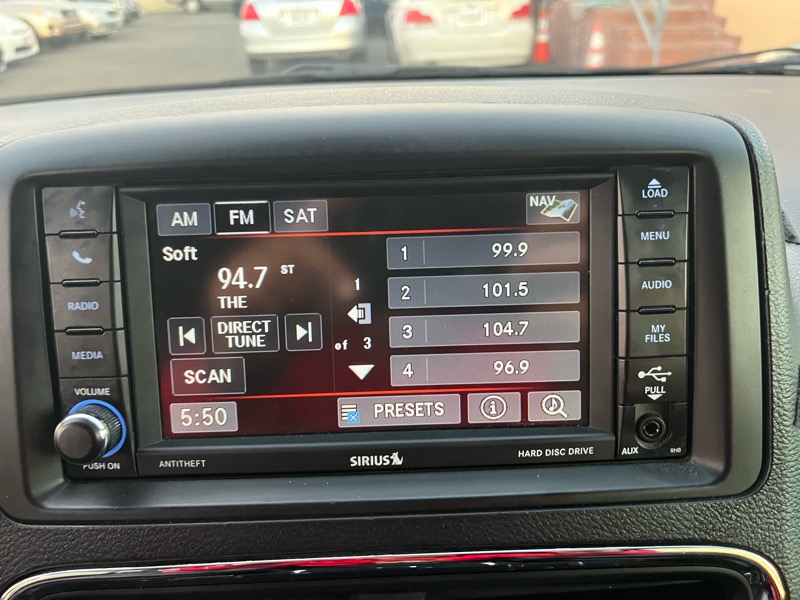 LOAD
AM FM SAT NAV
MENU
Soft
1 99.9
94.7 ST
THE
2 101.5
AUDIO
RADIO
1
DIRECT
TUNE
of 3
3 104.7
MY
FILES
MEDIA
4 96.9
SCAN
PULL
VOLUME
5:50 PRESETS
PUSH ON
ANTITHEFT
SIRIUS
HARD DISC DRIVE
AUX RHB